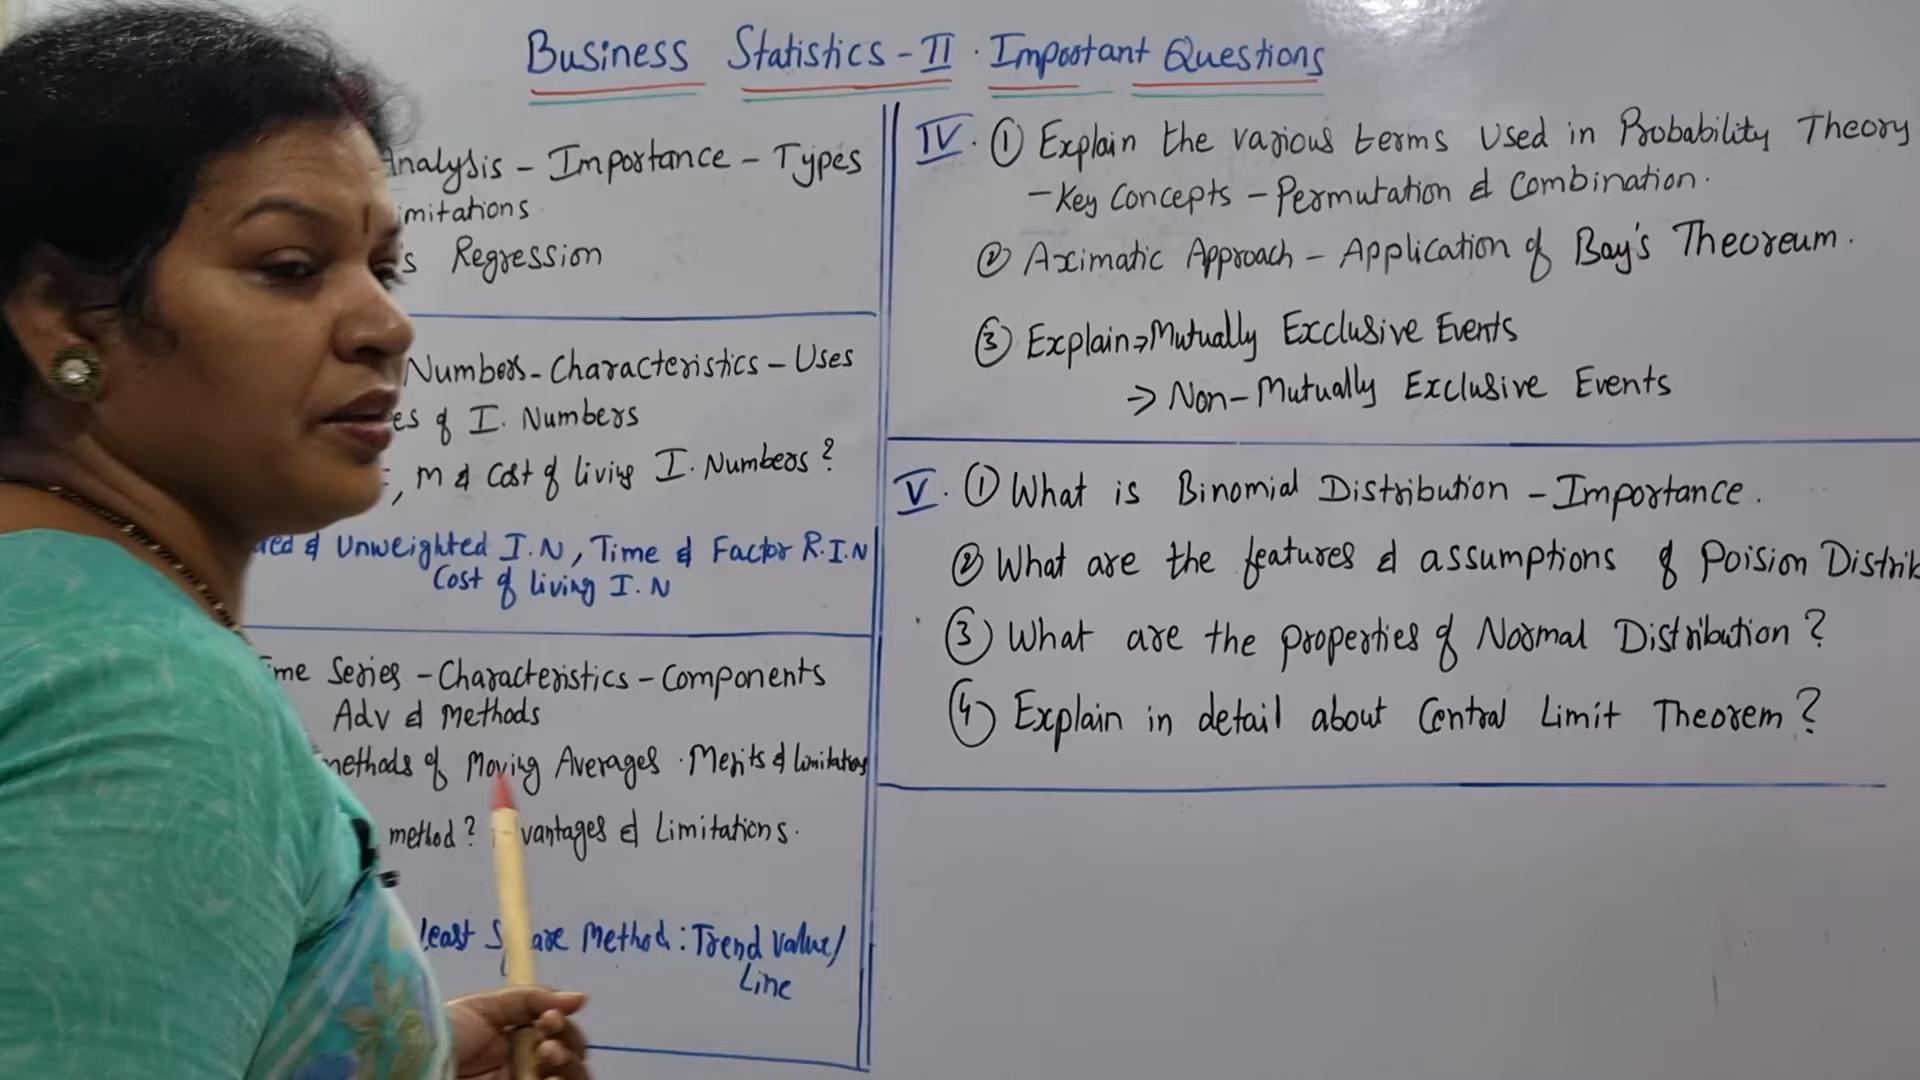 Business Statistics - II . Impostant Questions
Analysis - Importance - Types
imitations
s Regression
Numbers - Characteristics - Uses
es of I. Numbers
, M & Cost of living I. Numbers ?
& Unweighted I.N, Time & Factor R.I.N
Cost of living I.N
me Series - Characteristics - Components
Adv & Methods
methods of Moving Averages . Merits & limitations
method ? vantages & Limitations.
least Method : Trend Value/
Line
IV. ① Explain the various terms used in Probability Theory
- Key Concepts - Permutation & Combination.
② Aximatic Approach - Application of Bay's Theoreum.
③ Explain → Mutually Exclusive Events
→ Non-Mutually Exclusive Events
V. ① What is Binomial Distribution - Importance.
② What are the features & assumptions of Poision Distrib
③ What are the properties of Normal Distribution ?
④ Explain in detail about Central Limit Theorem ?